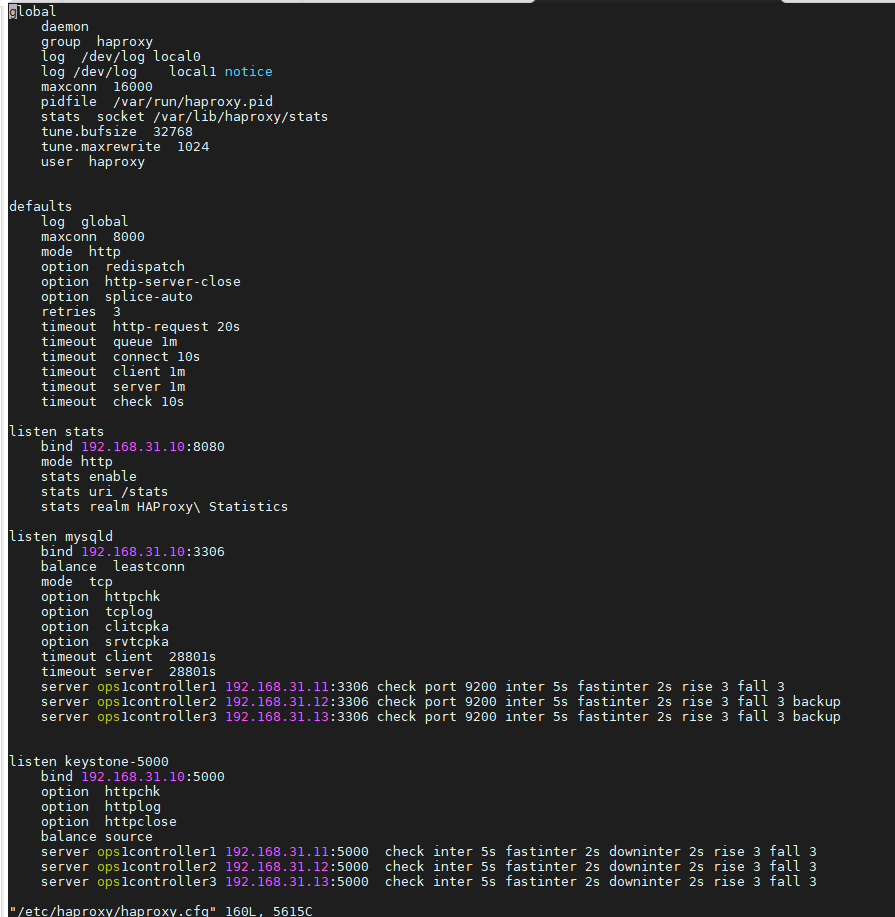 global
    daemon
    group  haproxy
    log  /dev/log local0
    log /dev/log    local1 notice
    maxconn  16000
    pidfile  /var/run/haproxy.pid
    stats  socket /var/lib/haproxy/stats
    tune.bufsize  32768
    tune.maxrewrite  1024
    user  haproxy
defaults
    log  global
    maxconn  8000
    mode  http
    option  redispatch
    option  http-server-close
    option  splice-auto
    retries  3
    timeout  http-request 20s
    timeout  queue 1m
    timeout  connect 10s
    timeout  client 1m
    timeout  server 1m
    timeout  check 10s
listen stats
    bind 192.168.31.10:8080
    mode http
    stats enable
    stats uri /stats
    stats realm HAProxy\ Statistics
listen mysqld
    bind 192.168.31.10:3306
    balance  leastconn
    mode  tcp
    option  httpchk
    option  tcplog
    option  clitcpka
    option  srvtcpka
    timeout client  28801s
    timeout server  28801s
    server ops1controller1 192.168.31.11:3306 check port 9200 inter 5s fastinter 2s rise 3 fall 3
    server ops1controller2 192.168.31.12:3306 check port 9200 inter 5s fastinter 2s rise 3 fall 3 backup
    server ops1controller3 192.168.31.13:3306 check port 9200 inter 5s fastinter 2s rise 3 fall 3 backup
listen keystone-5000
    bind 192.168.31.10:5000
    option  httpchk
    option  httplog
    option  httpclose
    balance source
    server ops1controller1 192.168.31.11:5000  check inter 5s fastinter 2s downinter 2s rise 3 fall 3
    server ops1controller2 192.168.31.12:5000  check inter 5s fastinter 2s downinter 2s rise 3 fall 3
    server ops1controller3 192.168.31.13:5000  check inter 5s fastinter 2s downinter 2s rise 3 fall 3
"/etc/haproxy/haproxy.cfg" 160L, 5615C